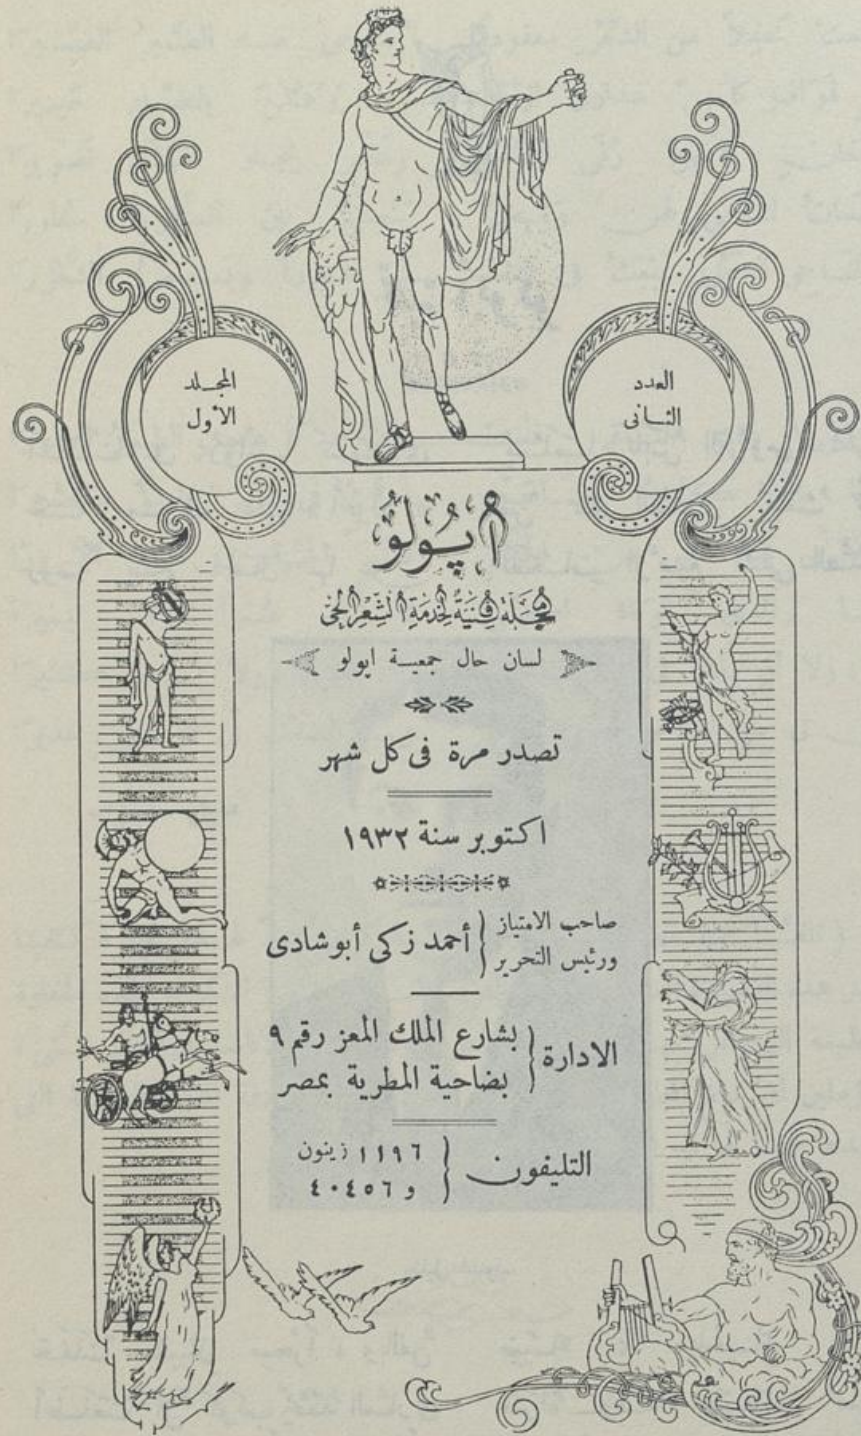 العدد
الثانى
المجلد
الأول
أپولو
مجلة فنية لخدمة الشعر الحى
لسان حال جمعية ابولو
تصدر مرة فى كل شهر
اكتوبر سنة ١٩٣٢
صاحب الامتياز
ورئيس التحرير
أحمد زكى أبو شادى
الادارة
بشارع الملك المعز رقم ٩
بضاحية المطرية بمصر
التليفون
١١٩٦ زيتون
و ٤٠٤٥٦